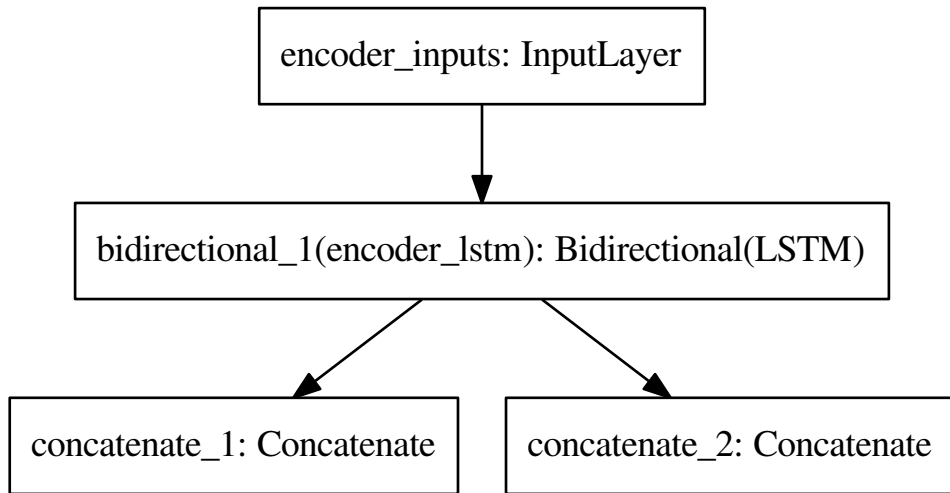 encoder_inputs: InputLayer
bidirectional_1(encoder_lstm): Bidirectional(LSTM)
concatenate_1: Concatenate
concatenate_2: Concatenate